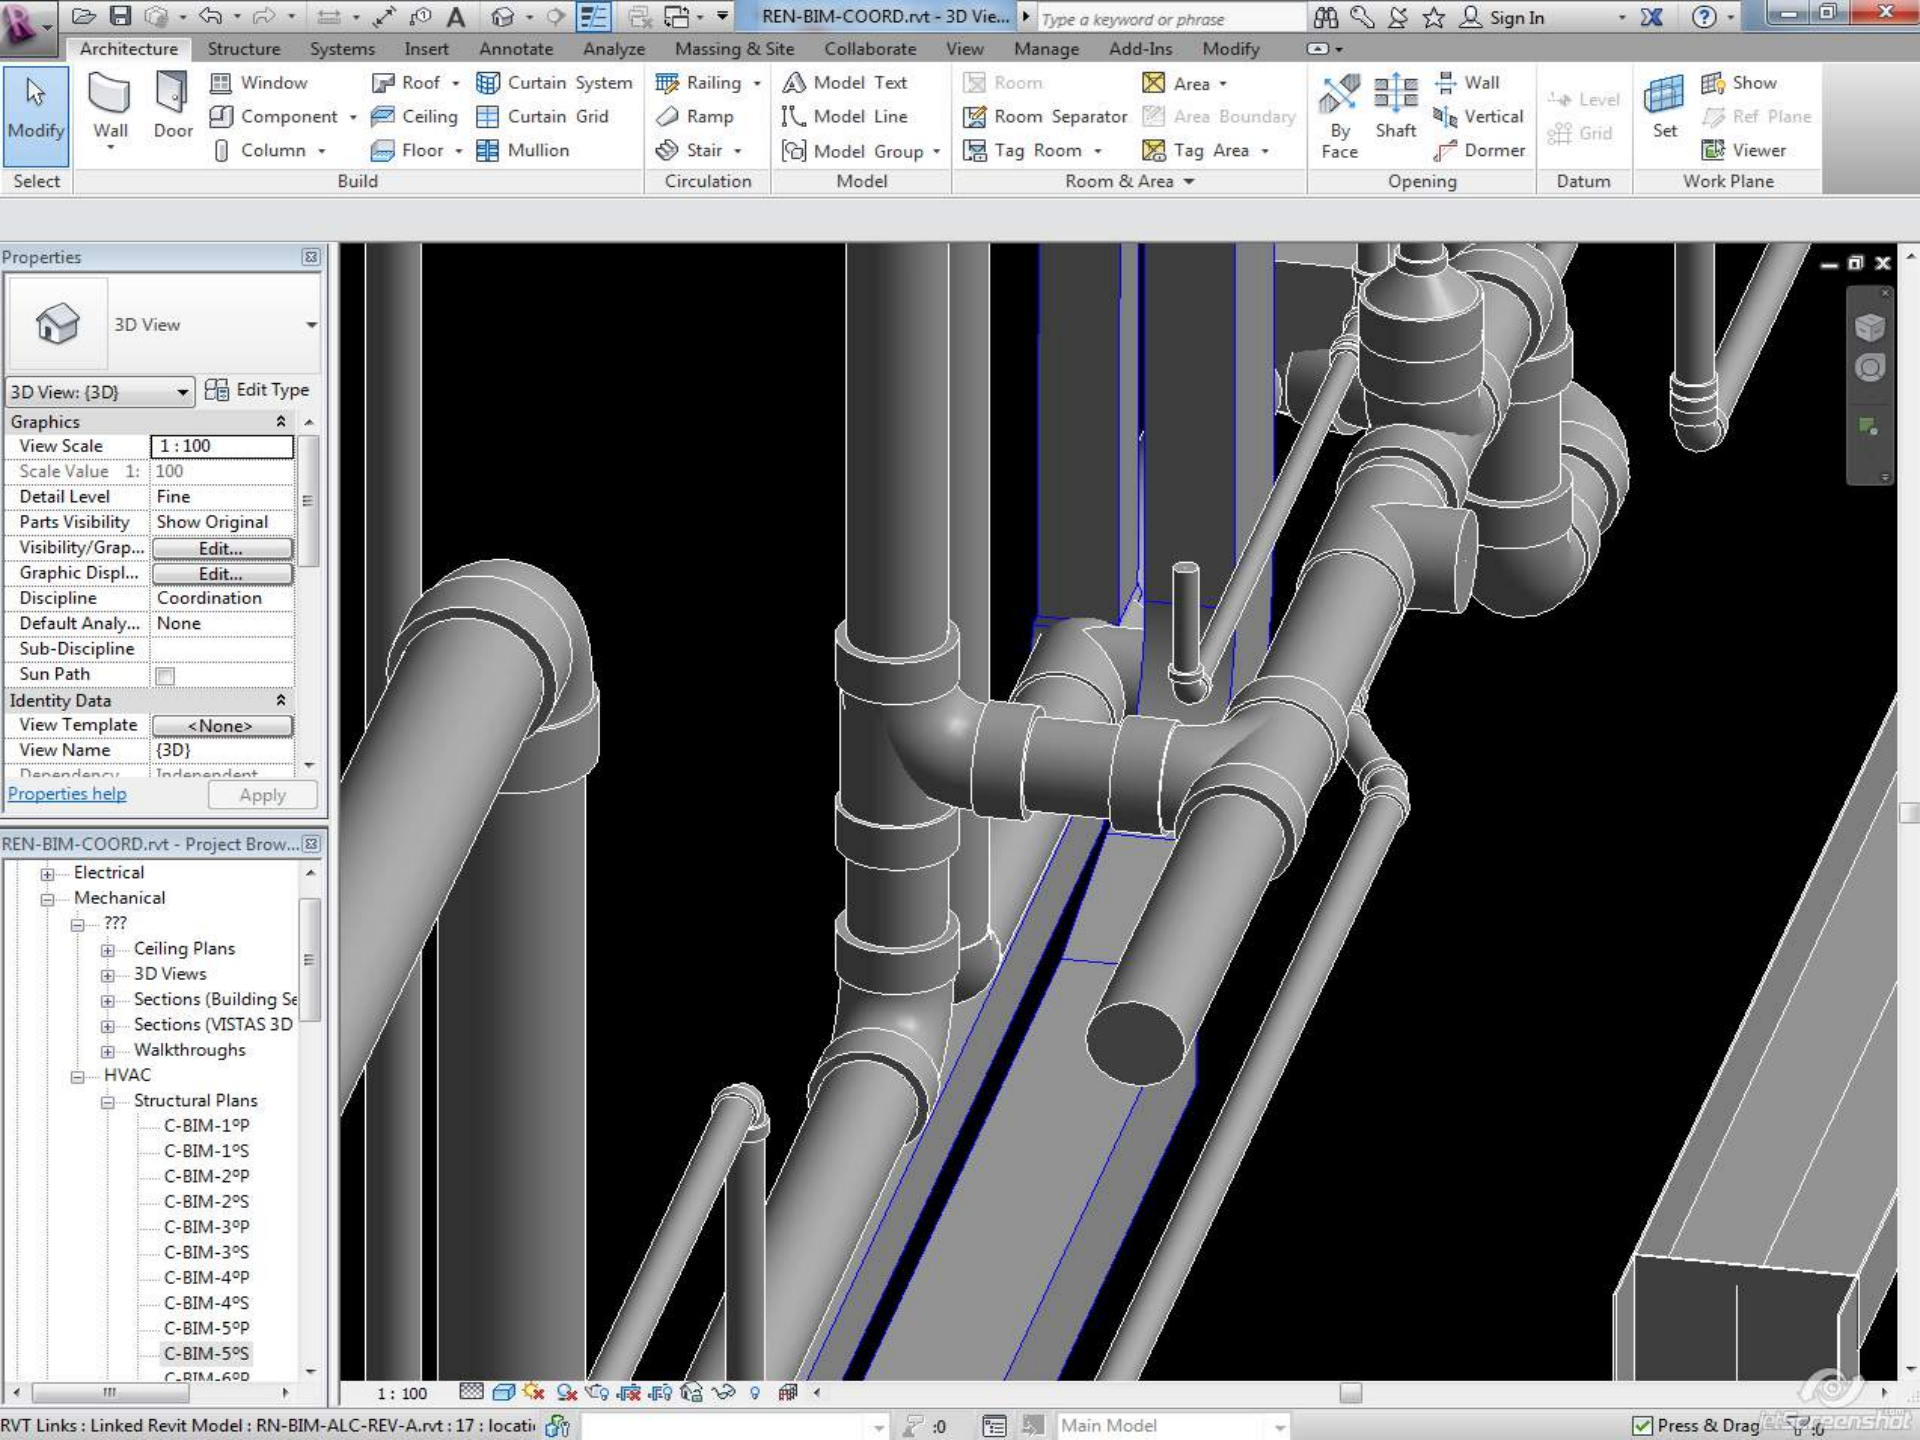 REN-BIM-COORD.rvt - 3D Vie...
Type a keyword or phrase
Sign In
Architecture Structure Systems Insert Annotate Analyze Massing & Site Collaborate View Manage Add-Ins Modify
Modify
Wall
Door
Window
Component
Column
Roof
Ceiling
Floor
Curtain System
Curtain Grid
Mullion
Railing
Ramp
Stair
Model Text
Model Line
Model Group
Room
Room Separator
Tag Room
Area
Area Boundary
Tag Area
By
Face
Shaft
Wall
Vertical
Dormer
Level
Grid
Set
Show
Ref Plane
Viewer
Select Build Circulation Model Room & Area Opening Datum Work Plane
Properties
3D View
3D View: {3D} Edit Type
Graphics
View Scale 1 : 100
Scale Value 1: 100
Detail Level Fine
Parts Visibility Show Original
Visibility/Grap... Edit...
Graphic Displ... Edit...
Discipline Coordination
Default Analy... None
Sub-Discipline
Sun Path
Identity Data
View Template <None>
View Name {3D}
Dependency Independent
Properties help Apply
REN-BIM-COORD.rvt - Project Brow...
Electrical
Mechanical
???
Ceiling Plans
3D Views
Sections (Building Se
Sections (VISTAS 3D
Walkthroughs
HVAC
Structural Plans
C-BIM-1ºP
C-BIM-1ºS
C-BIM-2ºP
C-BIM-2ºS
C-BIM-3ºP
C-BIM-3ºS
C-BIM-4ºP
C-BIM-4ºS
C-BIM-5ºP
C-BIM-5ºS
C-BIM-6ºP
1 : 100
RVT Links : Linked Revit Model : RN-BIM-ALC-REV-A.rvt : 17 : locati
:0
Main Model
Press & Drag
:0
jetScreenshot